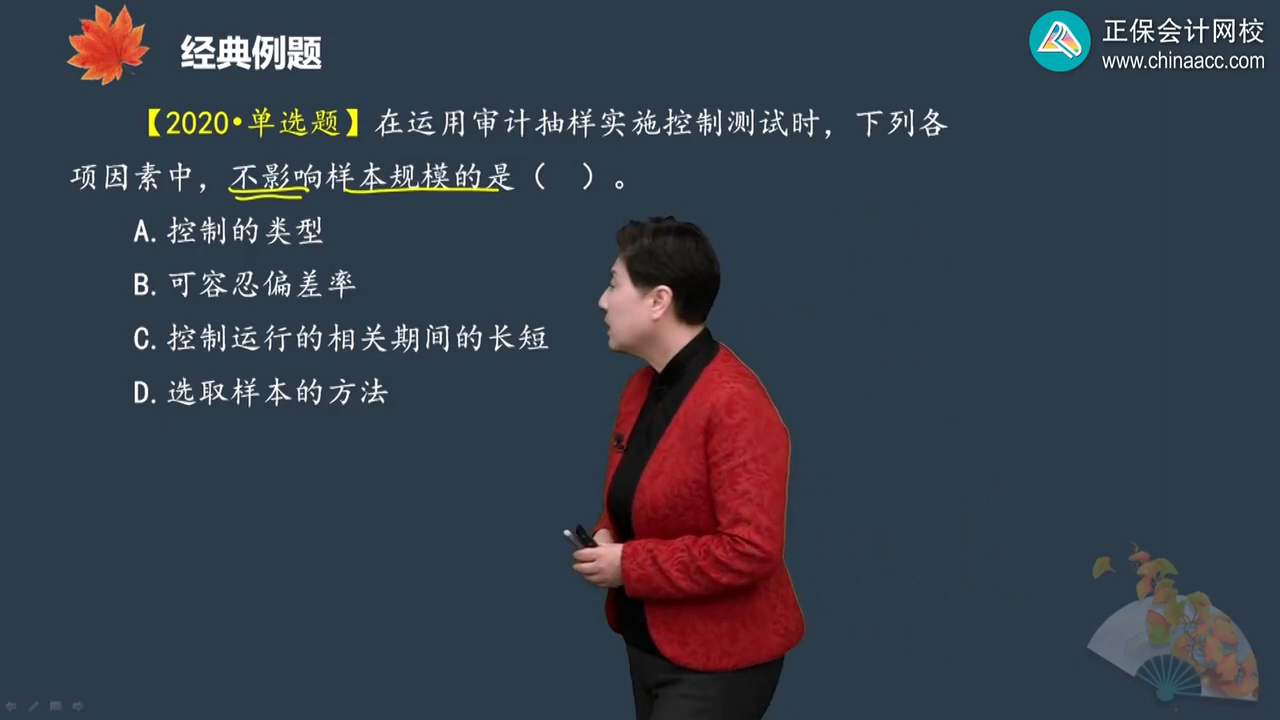 经典例题
正保会计网校
www.chinaacc.com
【2020•单选题】在运用审计抽样实施控制测试时，下列各
项因素中，不影响样本规模的是（ ）。
A. 控制的类型
B. 可容忍偏差率
C. 控制运行的相关期间的长短
D. 选取样本的方法